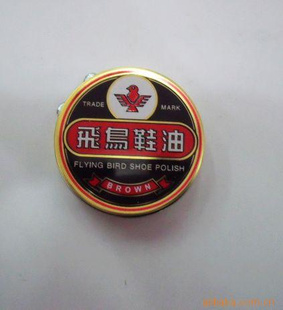 TRADE MARK
飛鳥鞋油
FLYING BIRD SHOE POLISH
BROWN